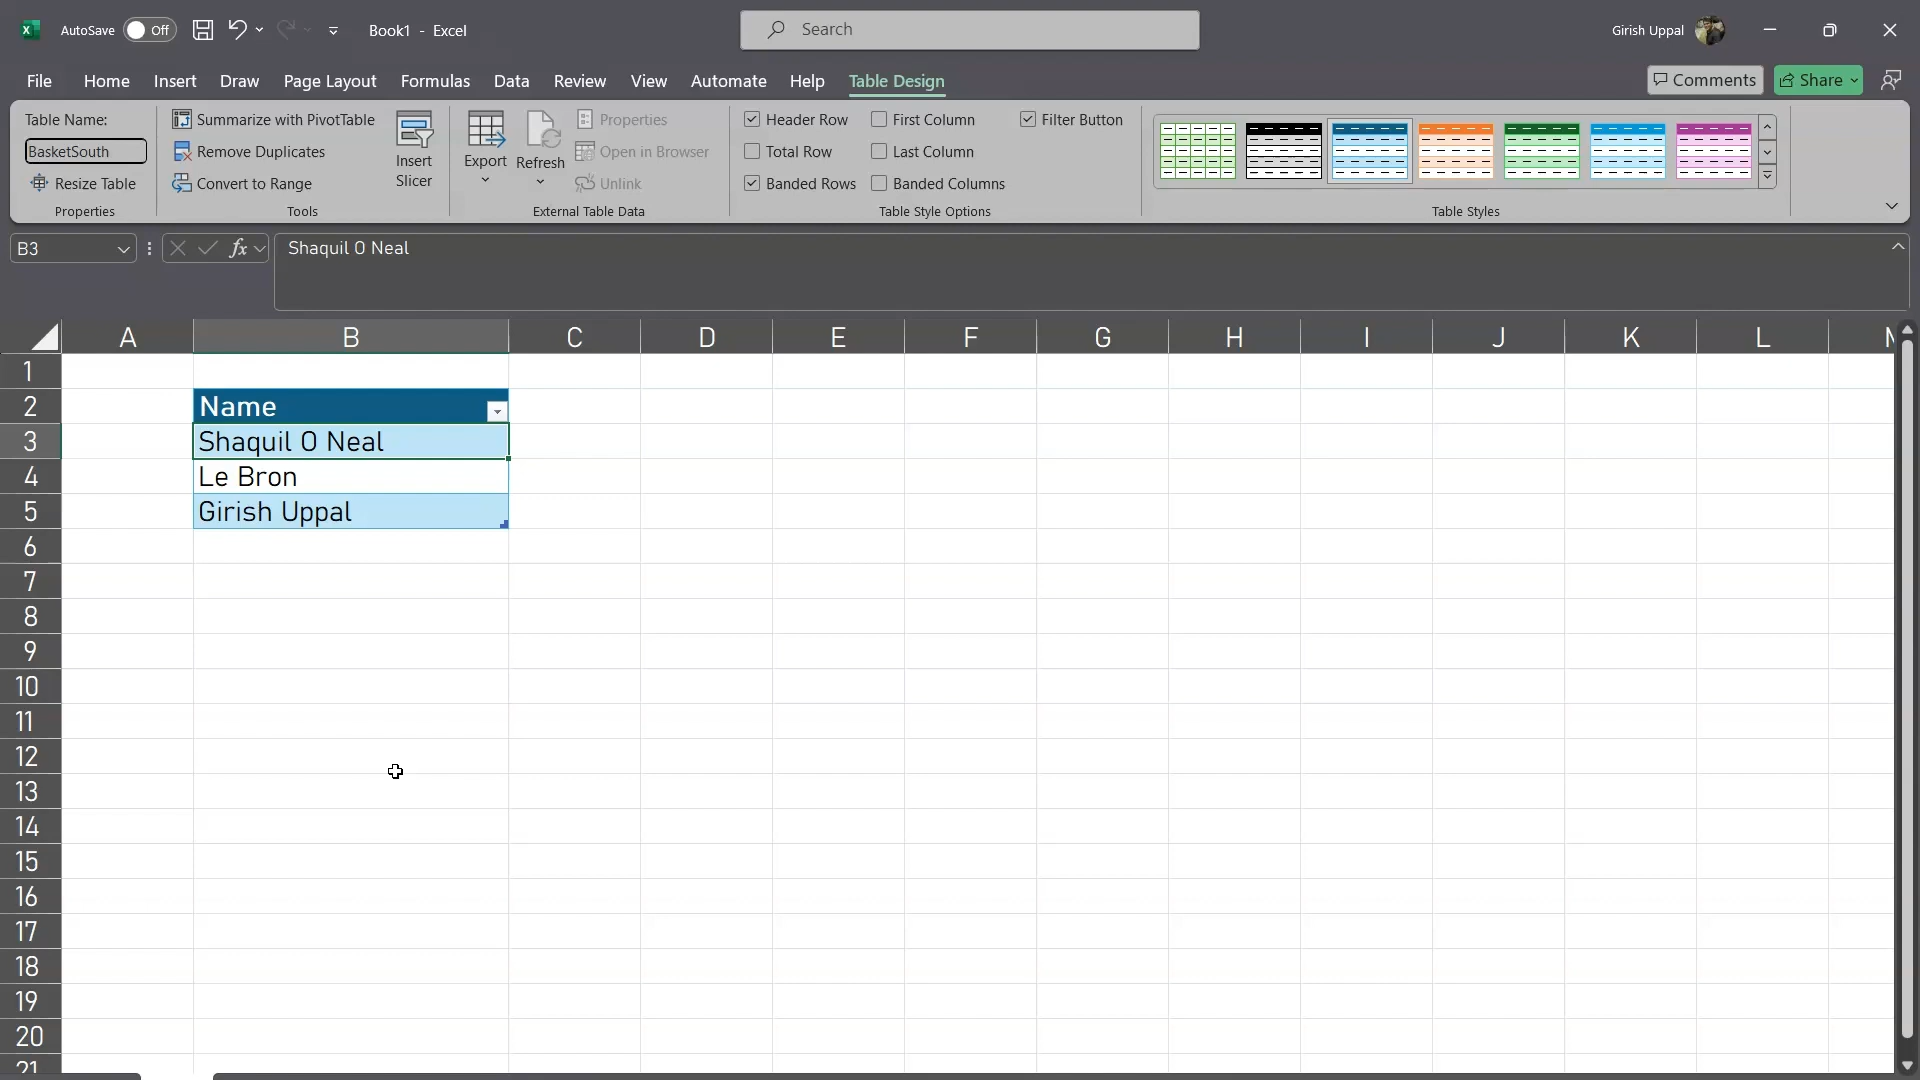 AutoSave Off Book1 - Excel Search Girish Uppal
File Home Insert Draw Page Layout Formulas Data Review View Automate Help Table Design Comments Share
Table Name:
BasketSouth
Resize Table
Properties
Summarize with PivotTable
Remove Duplicates
Convert to Range
Tools
Insert
Slicer
Export
Refresh
Properties
Open in Browser
Unlink
External Table Data
Header Row
Total Row
Banded Rows
First Column
Last Column
Banded Columns
Filter Button
Table Style Options
Table Styles
B3 fx Shaquil O Neal
A B C D E F G H I J K L M
1
2 Name
3 Shaquil O Neal
4 Le Bron
5 Girish Uppal
6
7
8
9
10
11
12
13
14
15
16
17
18
19
20
21